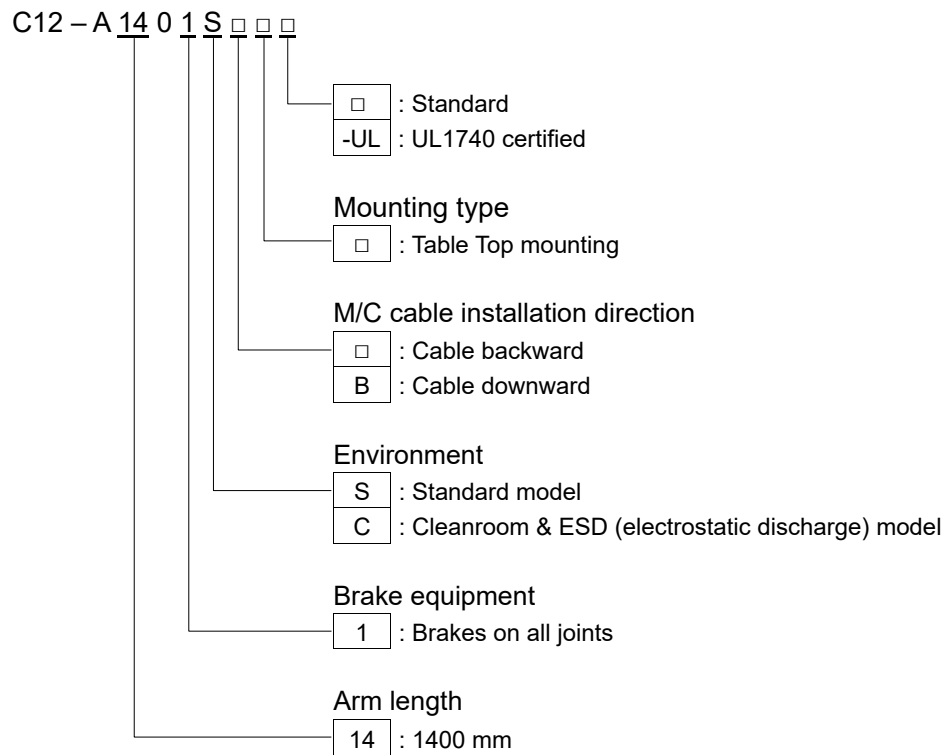 C12 – A 14 0 1 S □ □ □
□ : Standard
-UL : UL1740 certified
Mounting type
□ : Table Top mounting
M/C cable installation direction
□ : Cable backward
B : Cable downward
Environment
S : Standard model
C : Cleanroom & ESD (electrostatic discharge) model
Brake equipment
1 : Brakes on all joints
Arm length
14 : 1400 mm